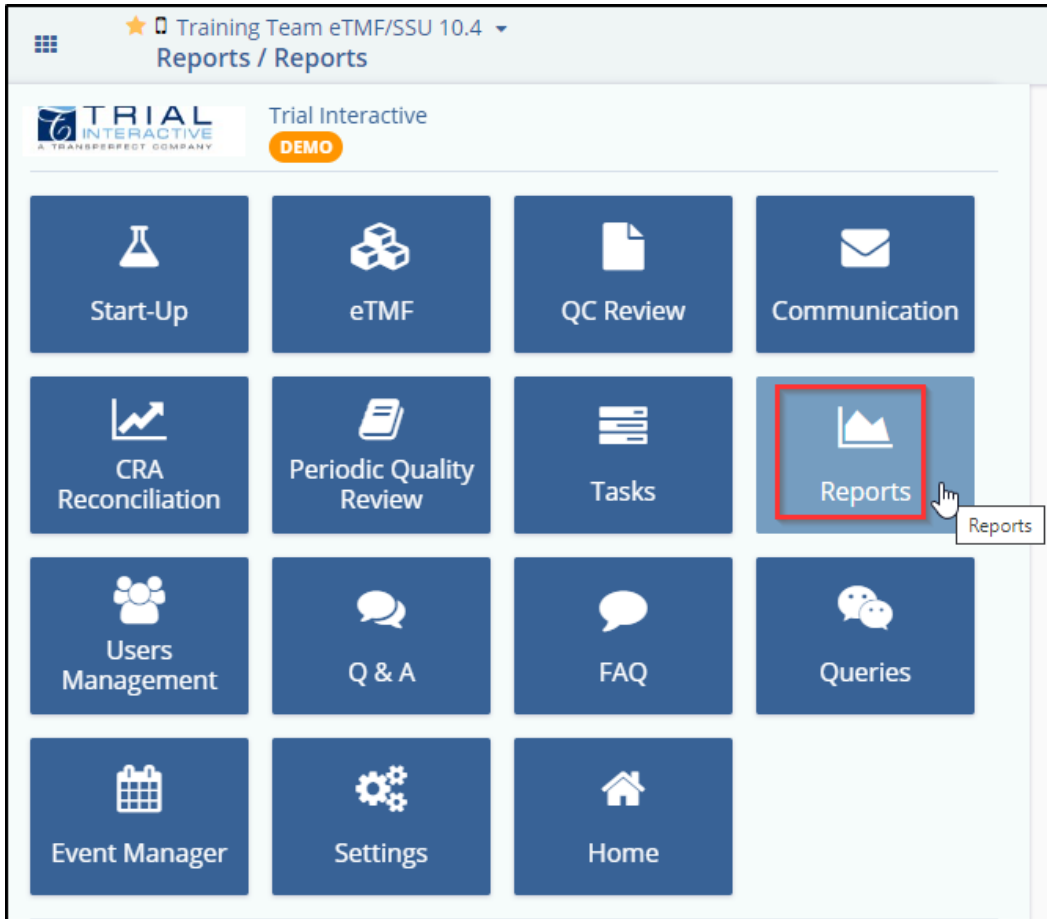 Training Team eTMF/SSU 10.4
Reports / Reports
TRIAL
INTERACTIVE
A TRANSPERFECT COMPANY
Trial Interactive
DEMO
Start-Up
eTMF
QC Review
Communication
CRA
Reconciliation
Periodic Quality
Review
Tasks
Reports
Reports
Users
Management
Q & A
FAQ
Queries
Event Manager
Settings
Home